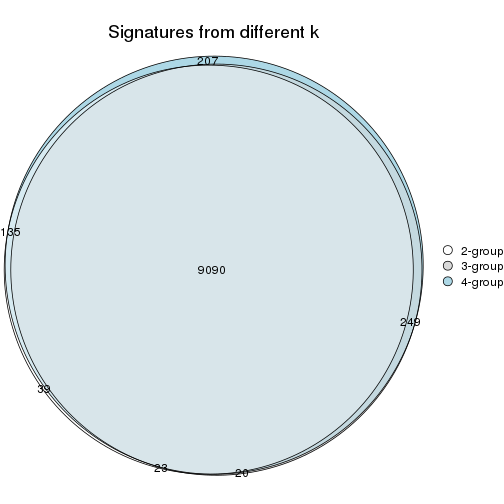 Signatures from different k
207
135
9090
249
39
23
20
2-group
3-group
4-group